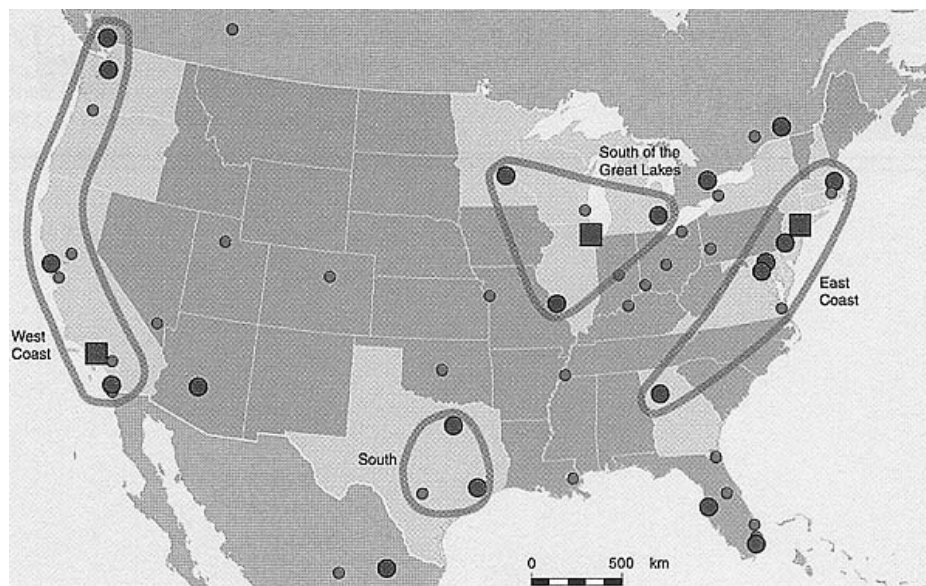 South of the
Great Lakes
East
Coast
West
Coast
South
0 500 km